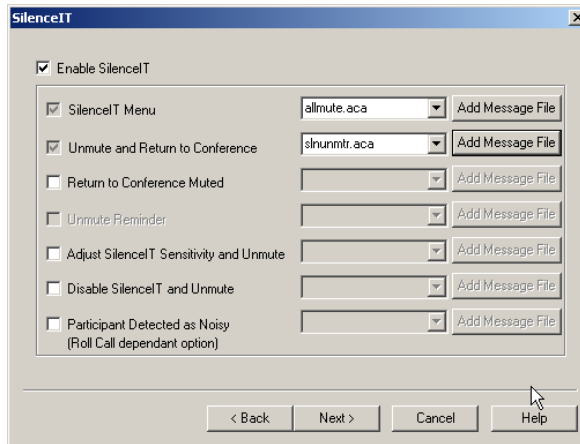 SilenceIT
Enable SilenceIT
SilenceIT Menu allmute.aca Add Message File
Unmute and Return to Conference slnunmtr.aca Add Message File
Return to Conference Muted Add Message File
Unmute Reminder Add Message File
Adjust SilenceIT Sensitivity and Unmute Add Message File
Disable SilenceIT and Unmute Add Message File
Participant Detected as Noisy Add Message File
(Roll Call dependant option)
< Back Next > Cancel Help